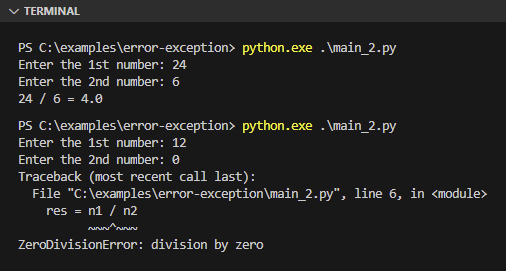 TERMINAL
PS C:\examples\error-exception> python.exe .\main_2.py
Enter the 1st number: 24
Enter the 2nd number: 6
24 / 6 = 4.0
PS C:\examples\error-exception> python.exe .\main_2.py
Enter the 1st number: 12
Enter the 2nd number: 0
Traceback (most recent call last):
  File "C:\examples\error-exception\main_2.py", line 6, in <module>
    res = n1 / n2
          ~~~^~~~
ZeroDivisionError: division by zero